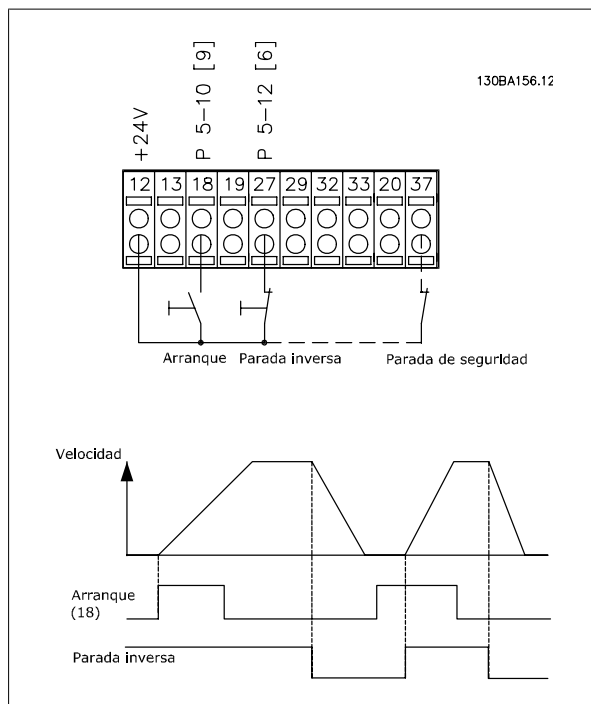 130BA156.12
+24V
P 5-10 [9]
P 5-12 [6]
12 13 18 19 27 29 32 33 20 37
Arranque Parada inversa Parada de seguridad
Velocidad
Arranque
(18)
Parada inversa